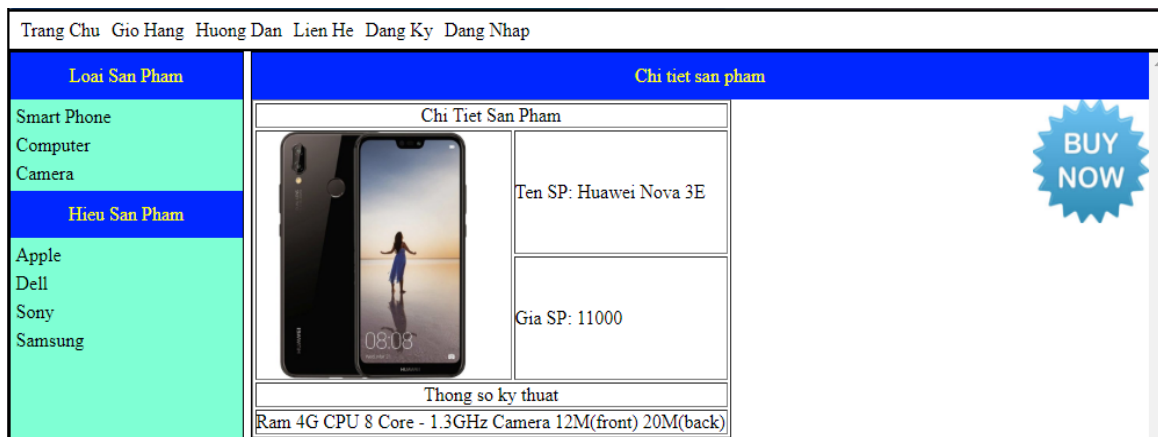 Trang Chu Gio Hang Huong Dan Lien He Dang Ky Dang Nhap
Loai San Pham
Smart Phone
Computer
Camera
Hieu San Pham
Apple
Dell
Sony
Samsung
Chi tiet san pham
Chi Tiet San Pham
08:08
HUAWEI
Ten SP: Huawei Nova 3E
Gia SP: 11000
Thong so ky thuat
Ram 4G CPU 8 Core - 1.3GHz Camera 12M(front) 20M(back)
BUY
NOW